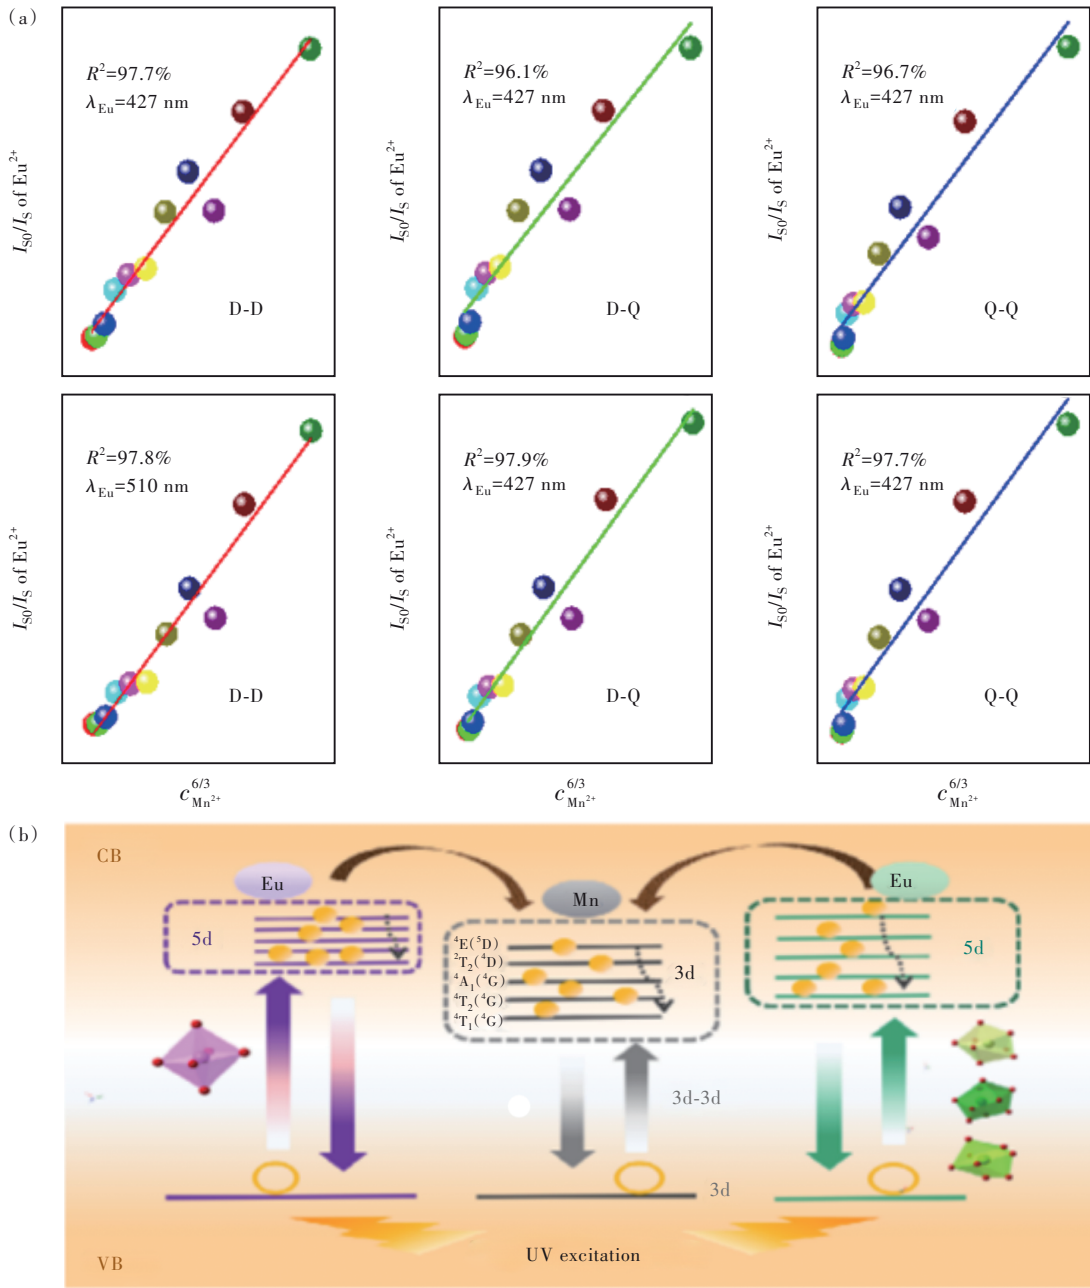 (a)
R²=97.7%
λEu=427 nm
D-D
IS0/IS of Eu²⁺
R²=96.1%
λEu=427 nm
D-Q
IS0/IS of Eu²⁺
R²=96.7%
λEu=427 nm
Q-Q
IS0/IS of Eu²⁺
R²=97.8%
λEu=510 nm
D-D
IS0/IS of Eu²⁺
R²=97.9%
λEu=427 nm
D-Q
IS0/IS of Eu²⁺
R²=97.7%
λEu=427 nm
Q-Q
IS0/IS of Eu²⁺
c6/3Mn²⁺
c6/3Mn²⁺
c6/3Mn²⁺
(b)
CB
Eu
Mn
Eu
5d
⁴E(⁵D)
²T₂(⁴D)
⁴A₁(⁴G)
⁴T₂(⁴G)
⁴T₁(⁴G)
3d
5d
3d-3d
3d
UV excitation
VB